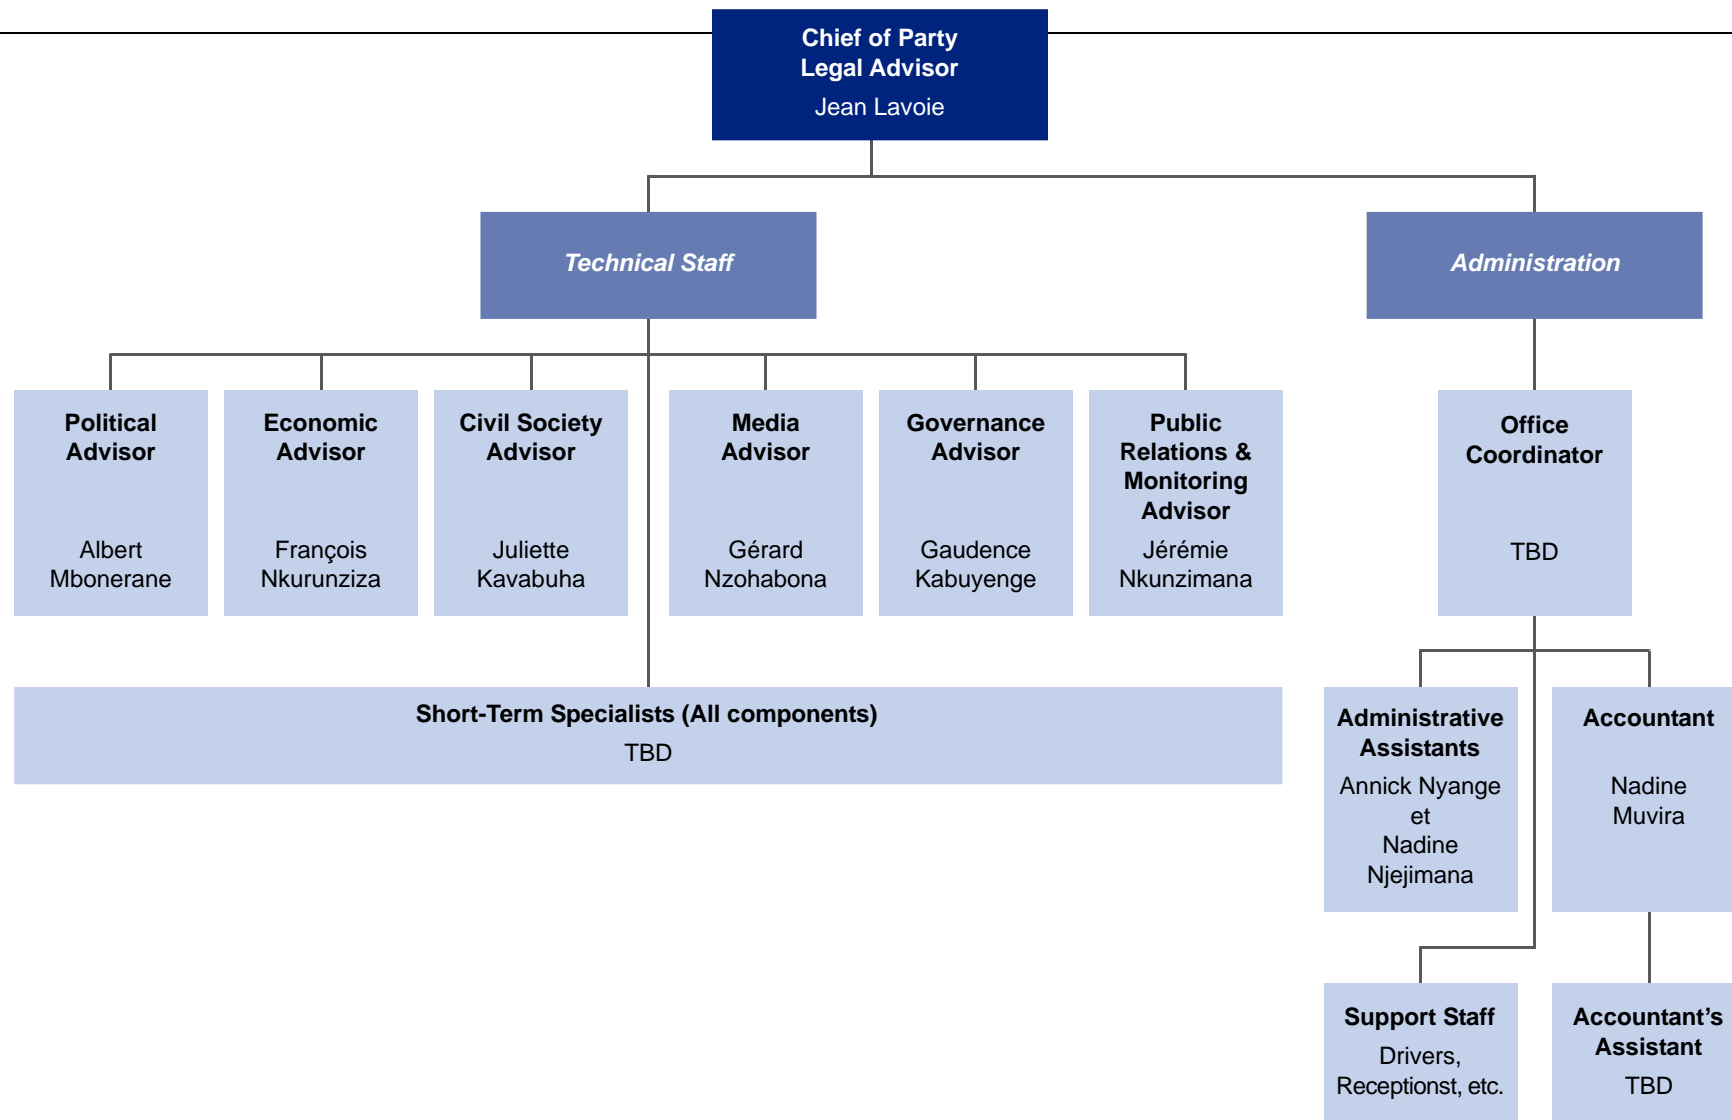 Chief of Party
Legal Advisor
Jean Lavoie
Technical Staff
Administration
Political
Advisor
Albert
Mbonerane
Economic
Advisor
François
Nkurunziza
Civil Society
Advisor
Juliette
Kavabuha
Media
Advisor
Gérard
Nzohabona
Governance
Advisor
Gaudence
Kabuyenge
Public
Relations &
Monitoring
Advisor
Jérémie
Nkunzimana
Office
Coordinator
TBD
Short-Term Specialists (All components)
TBD
Administrative
Assistants
Annick Nyange
et
Nadine
Njejimana
Accountant
Nadine
Muvira
Support Staff
Drivers,
Receptionst, etc.
Accountant’s
Assistant
TBD